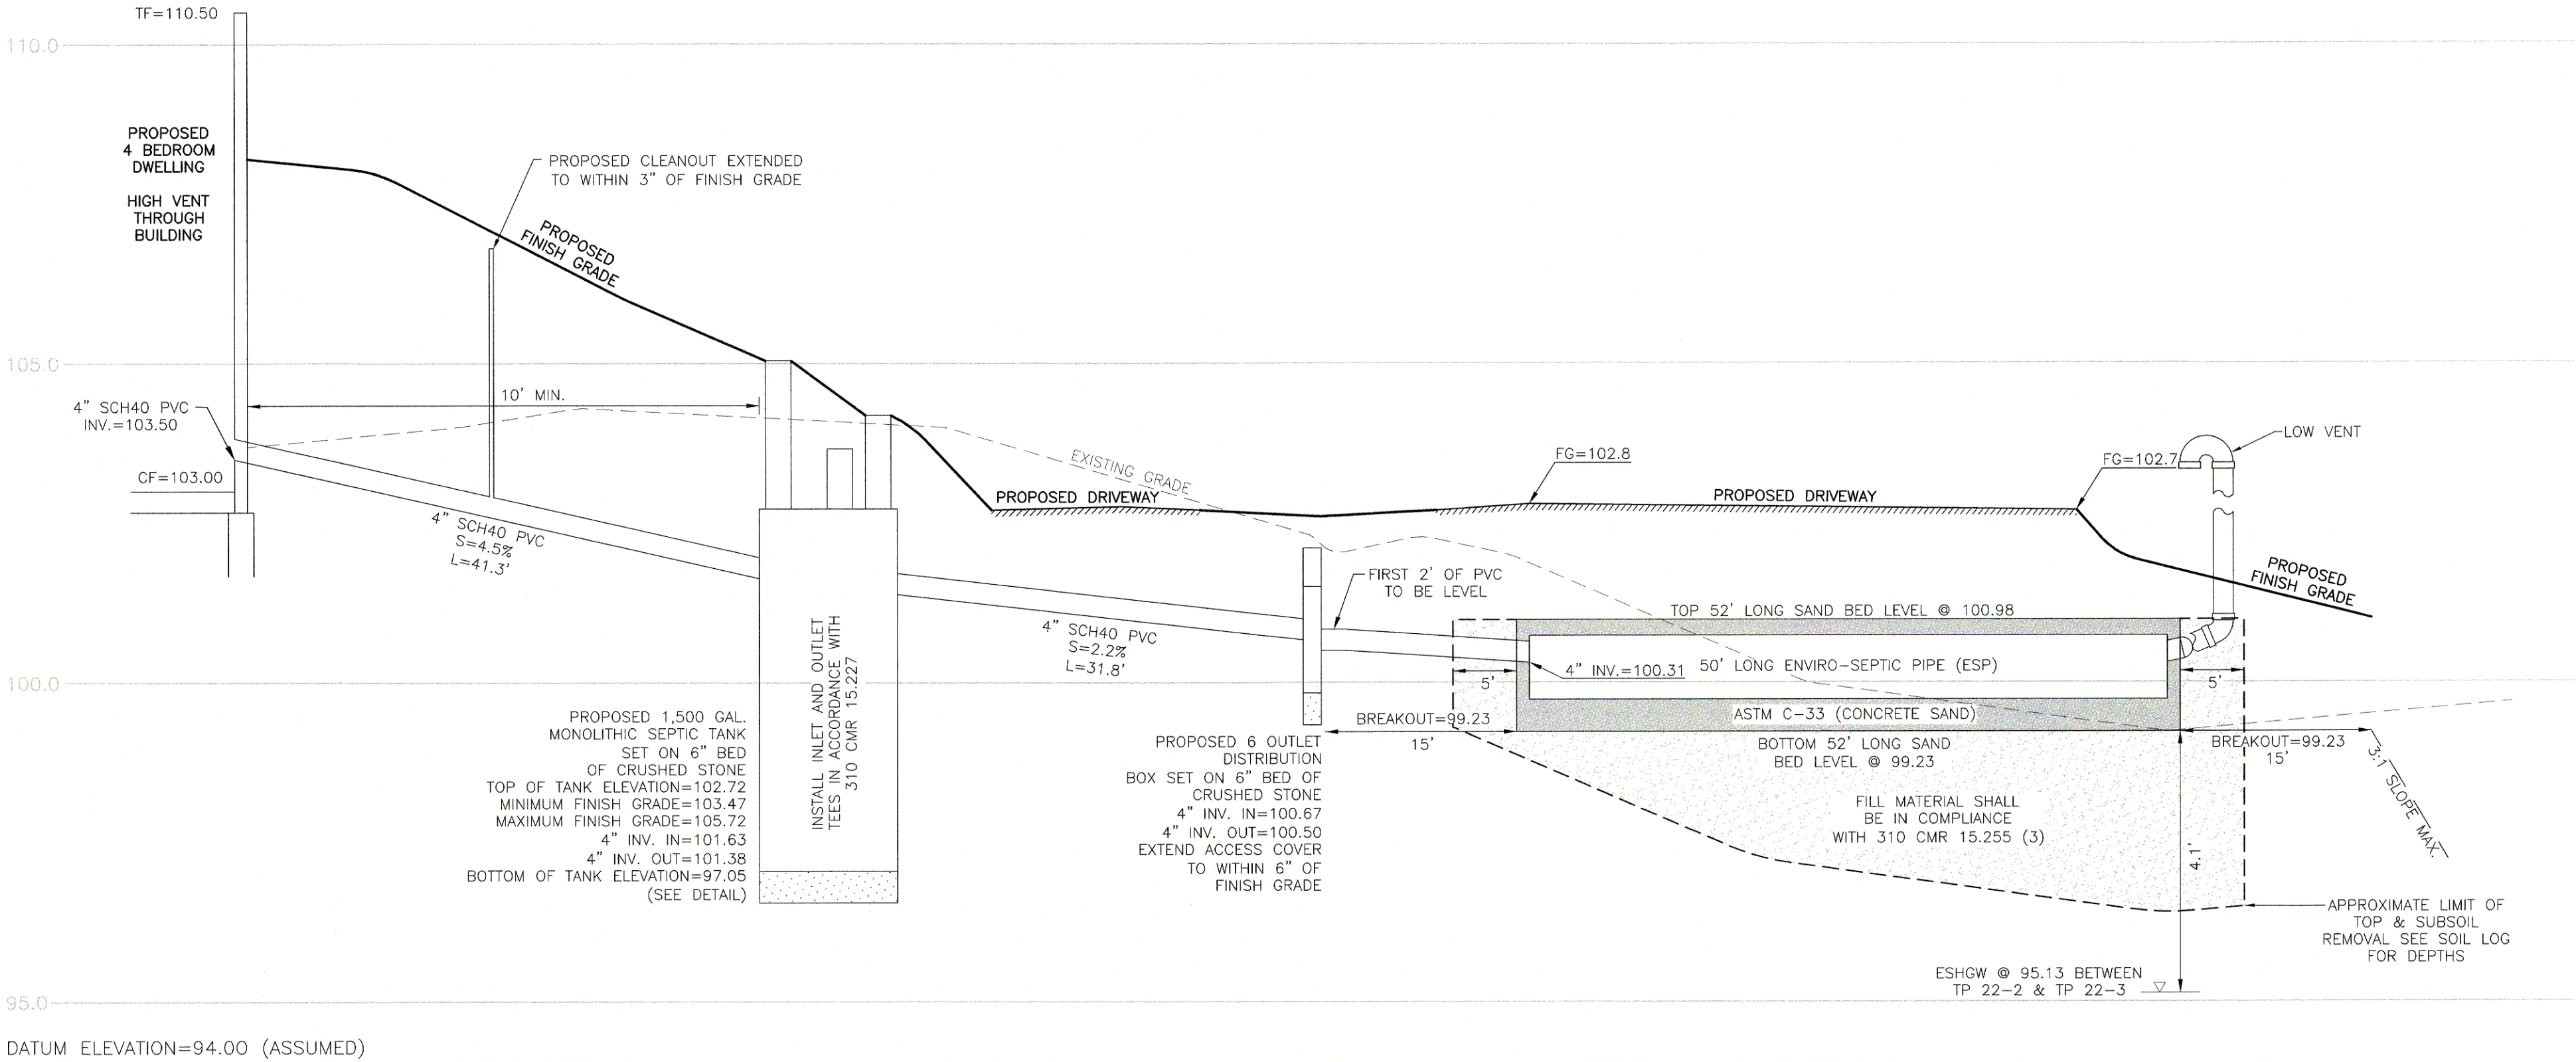 TF=110.50
110.0
PROPOSED
4 BEDROOM
DWELLING
HIGH VENT
THROUGH
BUILDING
PROPOSED CLEANOUT EXTENDED
TO WITHIN 3" OF FINISH GRADE
PROPOSED
FINISH GRADE
105.0
10' MIN.
4" SCH40 PVC
INV.=103.50
CF=103.00
4" SCH40 PVC
S=4.5%
L=41.3'
EXISTING GRADE
PROPOSED DRIVEWAY
FG=102.8
PROPOSED DRIVEWAY
FG=102.7
LOW VENT
PROPOSED
FINISH GRADE
INSTALL INLET AND OUTLET
TEES IN ACCORDANCE WITH
310 CMR 15.227
4" SCH40 PVC
S=2.2%
L=31.8'
FIRST 2' OF PVC
TO BE LEVEL
TOP 52' LONG SAND BED LEVEL @ 100.98
4" INV.=100.31
50' LONG ENVIRO-SEPTIC PIPE (ESP)
5'
5'
100.0
ASTM C-33 (CONCRETE SAND)
BREAKOUT=99.23
15'
BOTTOM 52' LONG SAND
BED LEVEL @ 99.23
BREAKOUT=99.23
15'
3:1 SLOPE MAX.
PROPOSED 1,500 GAL.
MONOLITHIC SEPTIC TANK
SET ON 6" BED
OF CRUSHED STONE
TOP OF TANK ELEVATION=102.72
MINIMUM FINISH GRADE=103.47
MAXIMUM FINISH GRADE=105.72
4" INV. IN=101.63
4" INV. OUT=101.38
BOTTOM OF TANK ELEVATION=97.05
(SEE DETAIL)
PROPOSED 6 OUTLET
DISTRIBUTION
BOX SET ON 6" BED OF
CRUSHED STONE
4" INV. IN=100.67
4" INV. OUT=100.50
EXTEND ACCESS COVER
TO WITHIN 6" OF
FINISH GRADE
FILL MATERIAL SHALL
BE IN COMPLIANCE
WITH 310 CMR 15.255 (3)
4.1'
APPROXIMATE LIMIT OF
TOP & SUBSOIL
REMOVAL SEE SOIL LOG
FOR DEPTHS
ESHGW @ 95.13 BETWEEN
TP 22-2 & TP 22-3
95.0
DATUM ELEVATION=94.00 (ASSUMED)